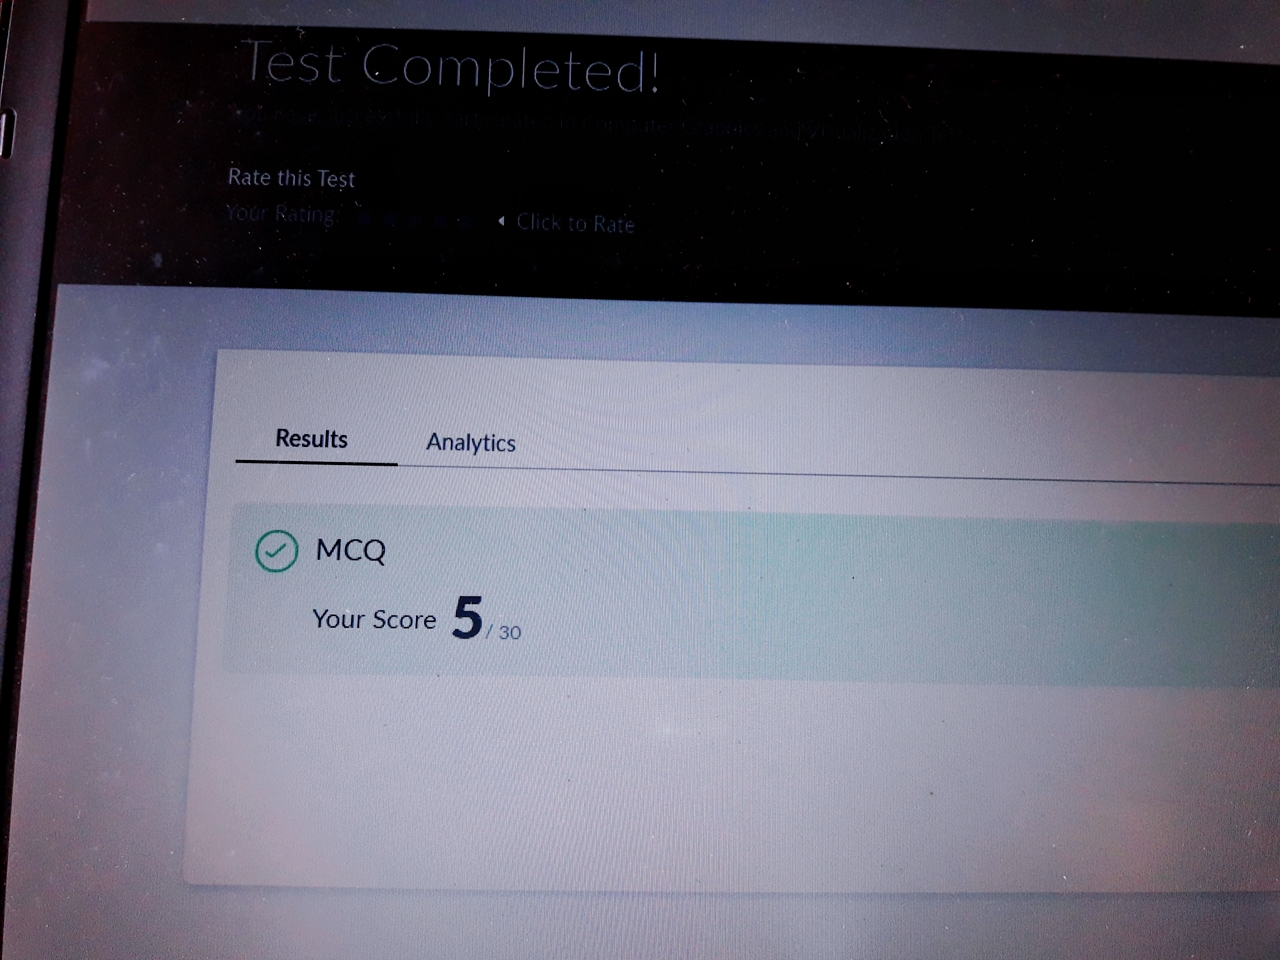 Test Completed!
Rate this Test
Your Rating:
Click to Rate
Results Analytics
MCQ
Your Score 5 / 30